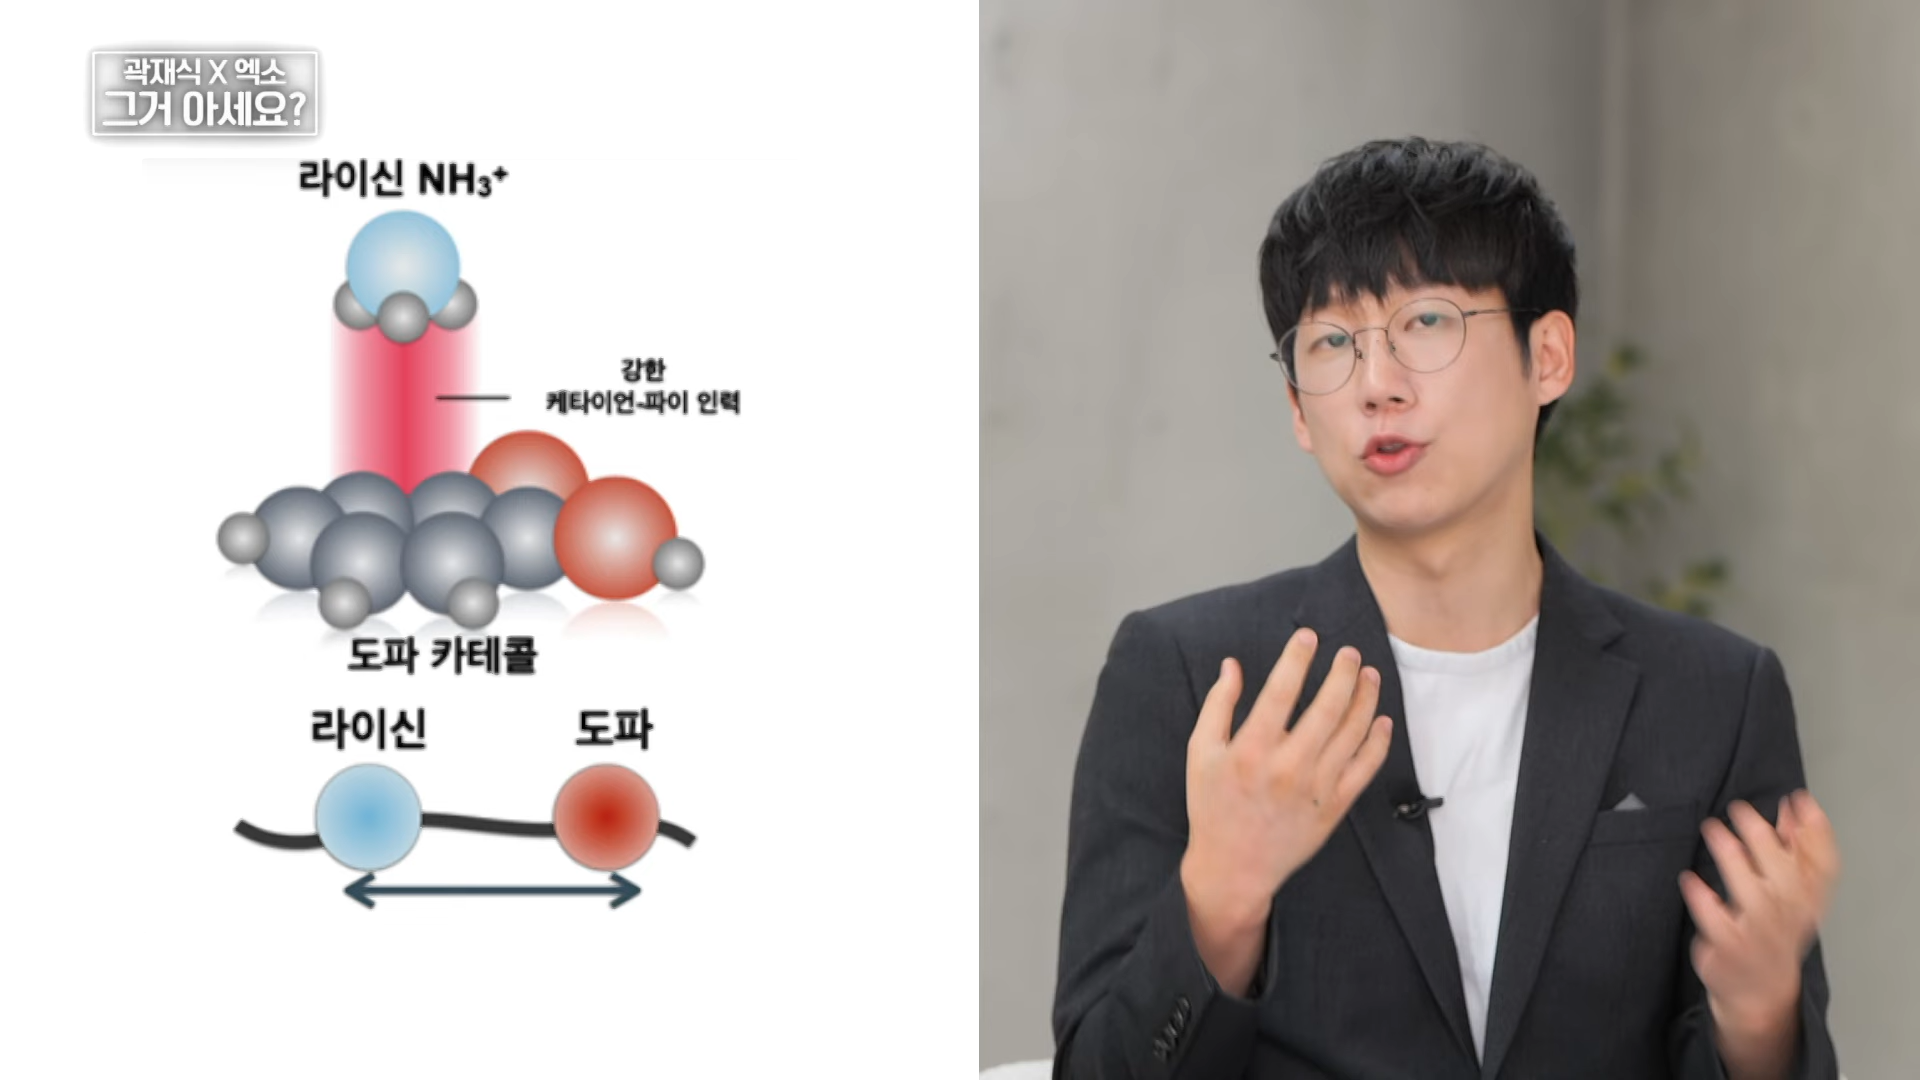 곽재식 X 엑소
그거 아세요?
라이신 NH₃⁺
강한
케타이언-파이 인력
도파 카테콜
라이신
도파